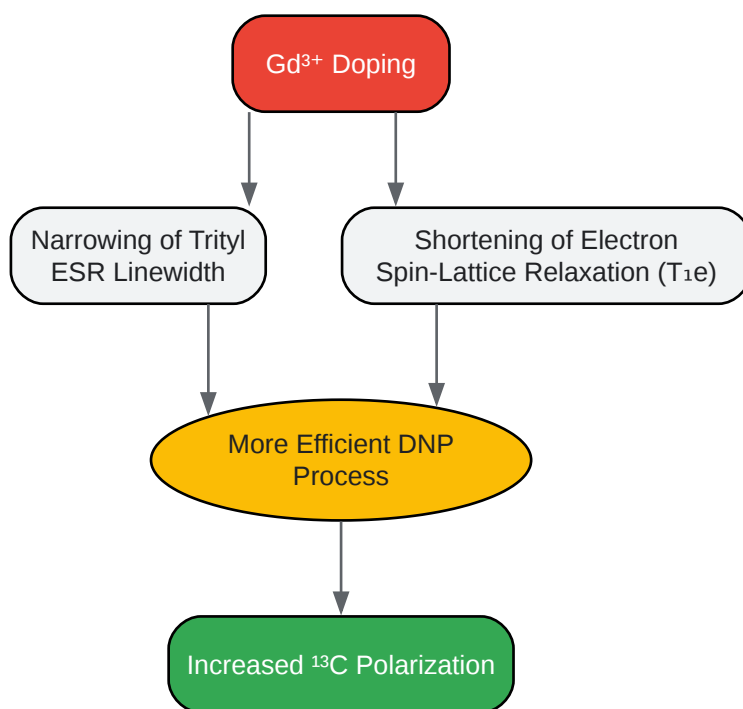 Gd³⁺ Doping
Narrowing of Trityl
ESR Linewidth
Shortening of Electron
Spin-Lattice Relaxation (T₁e)
More Efficient DNP
Process
Increased ¹³C Polarization